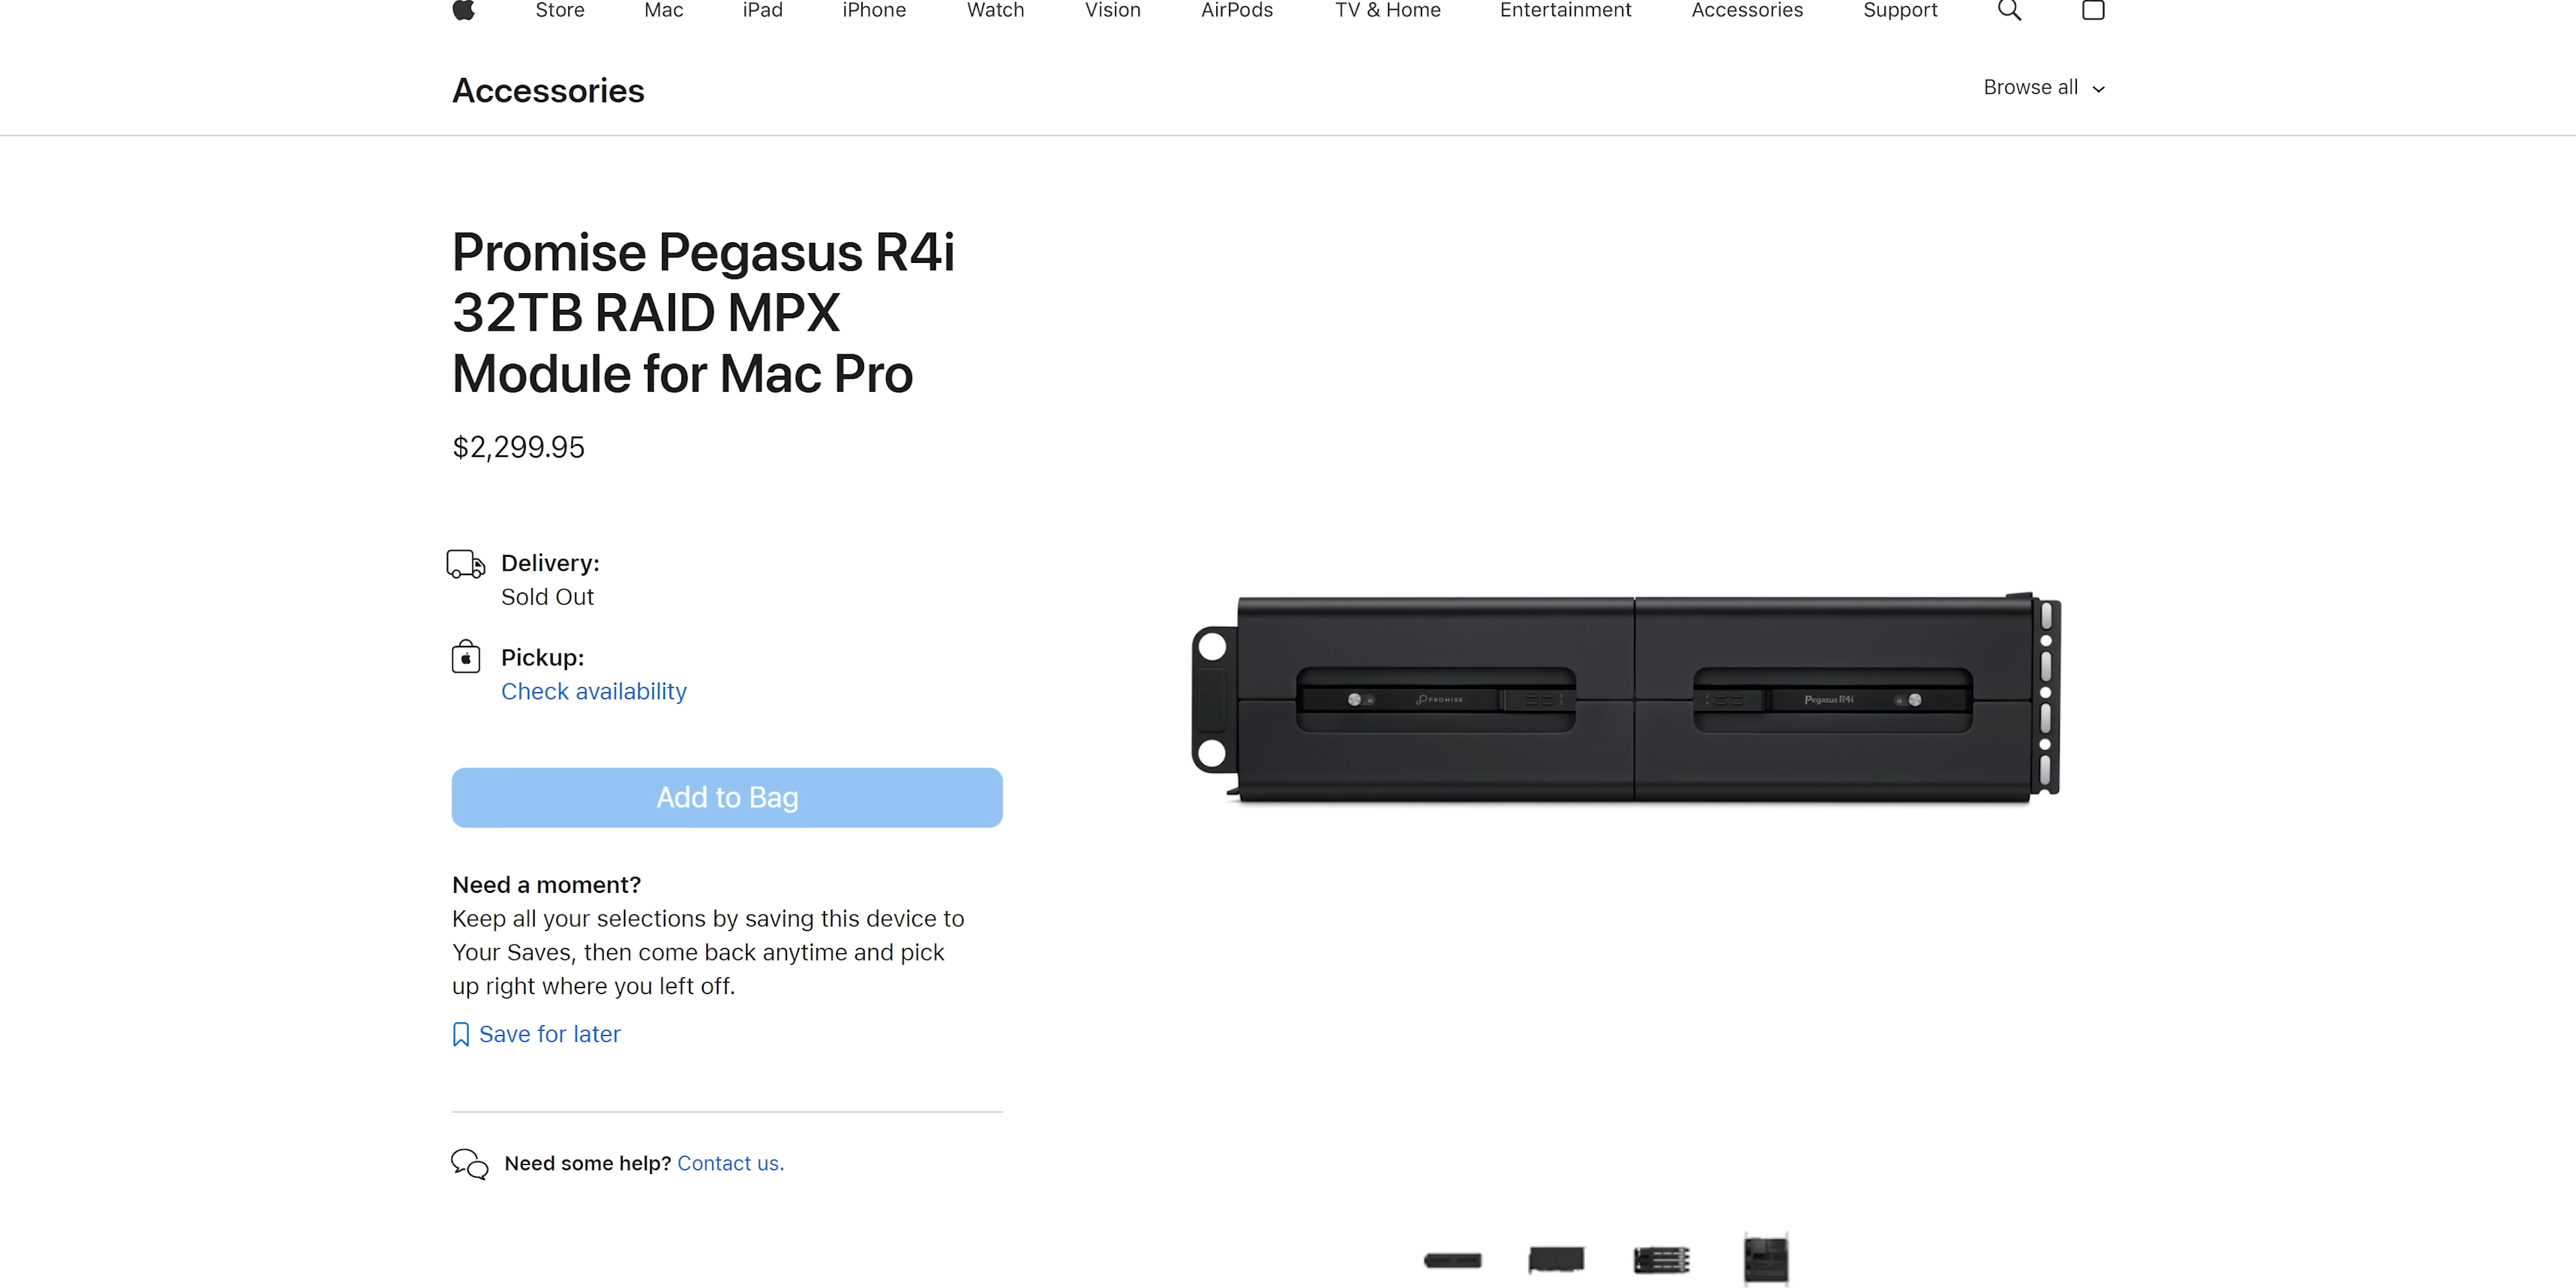 Store Mac iPad iPhone Watch Vision AirPods TV & Home Entertainment Accessories Support
Accessories
Browse all
Promise Pegasus R4i
32TB RAID MPX
Module for Mac Pro
$2,299.95
Delivery:
Sold Out
Pickup:
Check availability
Add to Bag
Need a moment?
Keep all your selections by saving this device to
Your Saves, then come back anytime and pick
up right where you left off.
Save for later
Need some help? Contact us.
PROMISE
Pegasus R4i